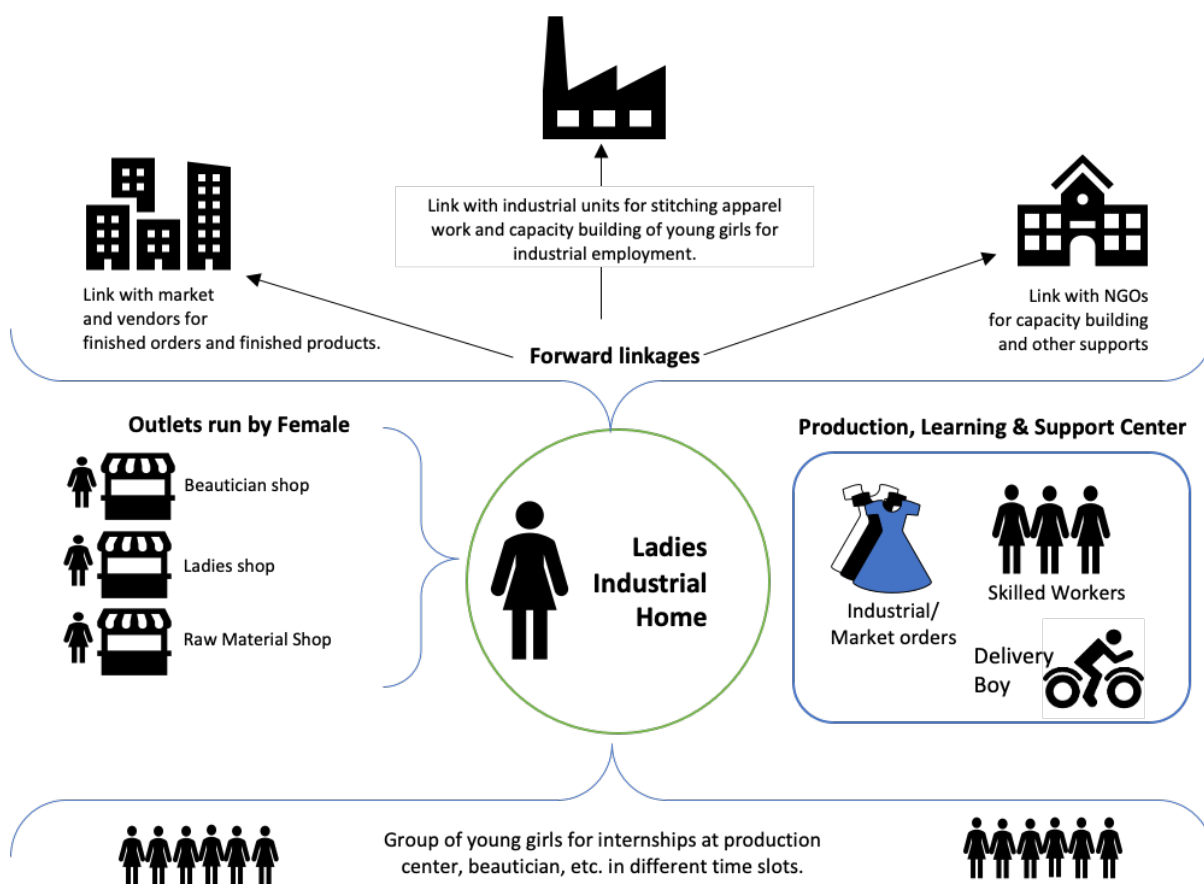 Link with industrial units for stitching apparel
work and capacity building of young girls for
industrial employment.
Link with market
and vendors for
finished orders and finished products.
Link with NGOs
for capacity building
and other supports
Forward linkages
Outlets run by Female
Beautician shop
Ladies shop
Raw Material Shop
Ladies
Industrial
Home
Production, Learning & Support Center
Industrial/
Market orders
Skilled Workers
Delivery
Boy
Group of young girls for internships at production
center, beautician, etc. in different time slots.